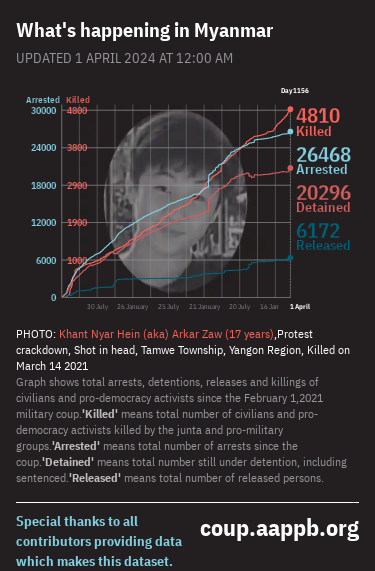 What's happening in Myanmar
UPDATED 1 APRIL 2024 AT 12:00 AM
Day1156
Arrested Killed
30000 4800
24000 3800
18000 2900
12000 1900
6000 1000
0
4810
Killed
26468
Arrested
20296
Detained
6172
Released
30 July 26 January 25 July 21 January 20 July 16 Jan 1 April
PHOTO: Khant Nyar Hein (aka) Arkar Zaw (17 years),Protest
crackdown, Shot in head, Tamwe Township, Yangon Region, Killed on
March 14 2021
Graph shows total arrests, detentions, releases and killings of
civilians and pro-democracy activists since the February 1,2021
military coup.'Killed' means total number of civilians and pro-
democracy activists killed by the junta and pro-military
groups.'Arrested' means total number of arrests since the
coup.'Detained' means total number still under detention, including
sentenced.'Released' means total number of released persons.
Special thanks to all
contributors providing data
which makes this dataset.
coup.aappb.org